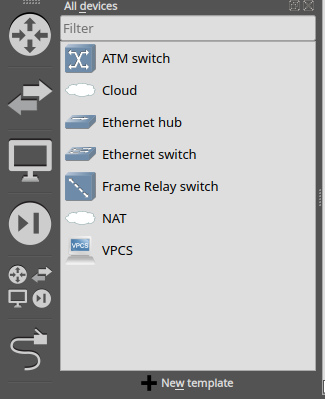 All devices
Filter
ATM switch
Cloud
Ethernet hub
Ethernet switch
Frame Relay switch
NAT
VPCS
VPCS
New template